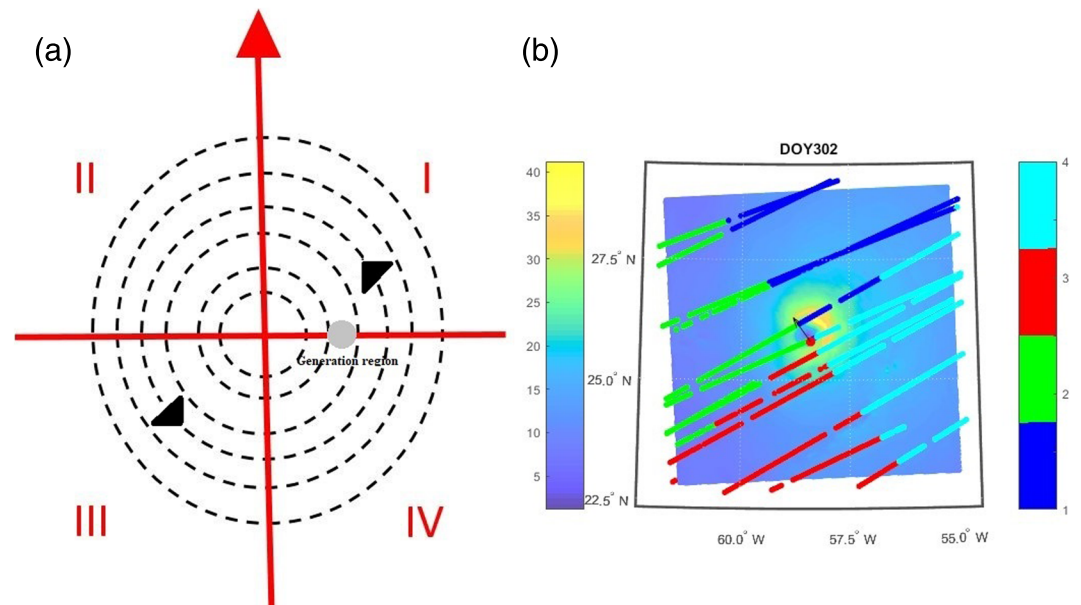 (a)
(b)
II
I
Generation region
III
IV
DOY302
40
35
30
25
20
15
10
5
27.5° N
25.0° N
22.5° N
60.0° W
57.5° W
55.0° W
4
3
2
1